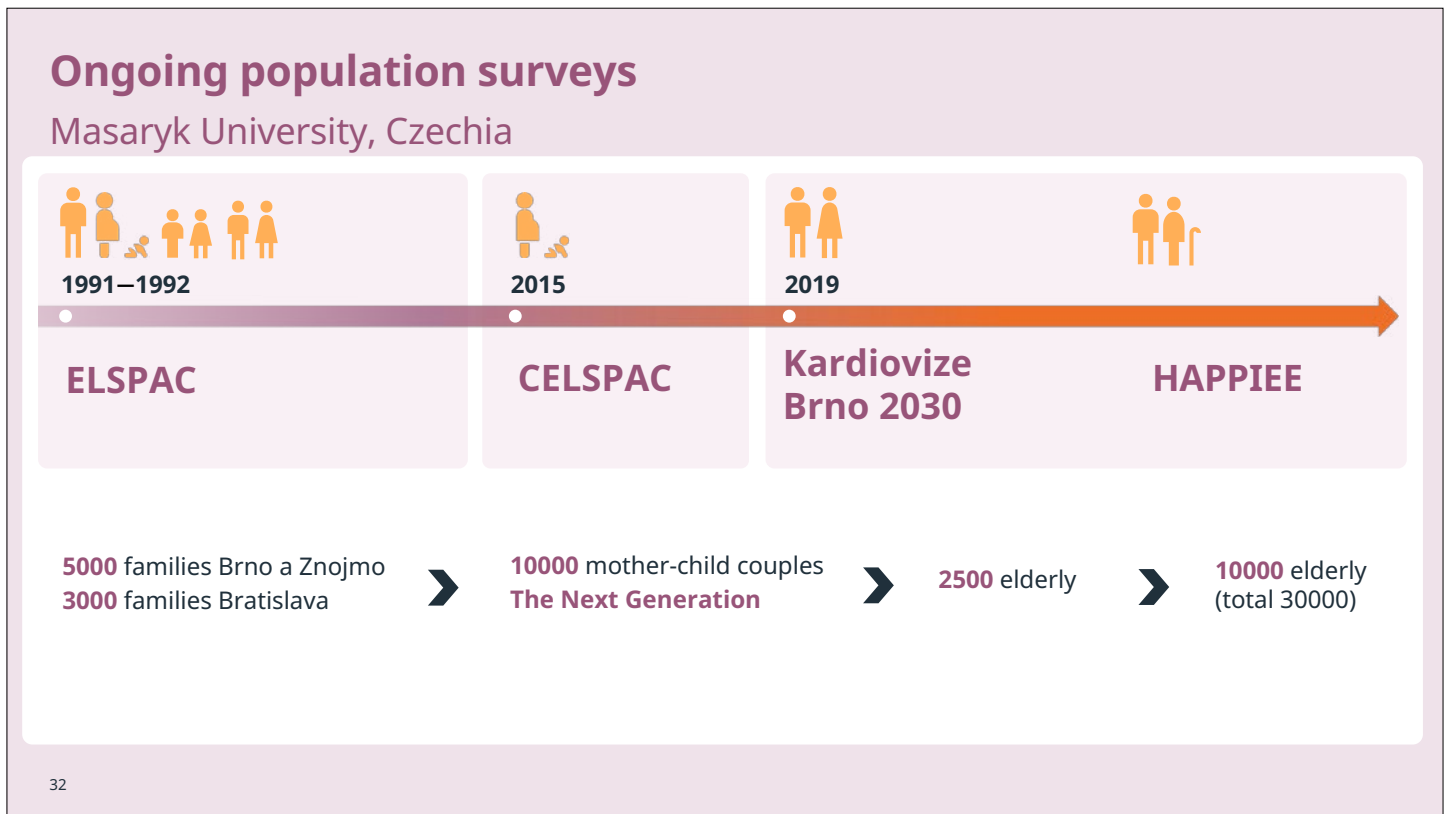 Ongoing population surveys
Masaryk University, Czechia
1991–1992
2015
2019
ELSPAC
CELSPAC
Kardiovize
Brno 2030
HAPPIEE
5000 families Brno a Znojmo
3000 families Bratislava
10000 mother-child couples
The Next Generation
2500 elderly
10000 elderly
(total 30000)
32